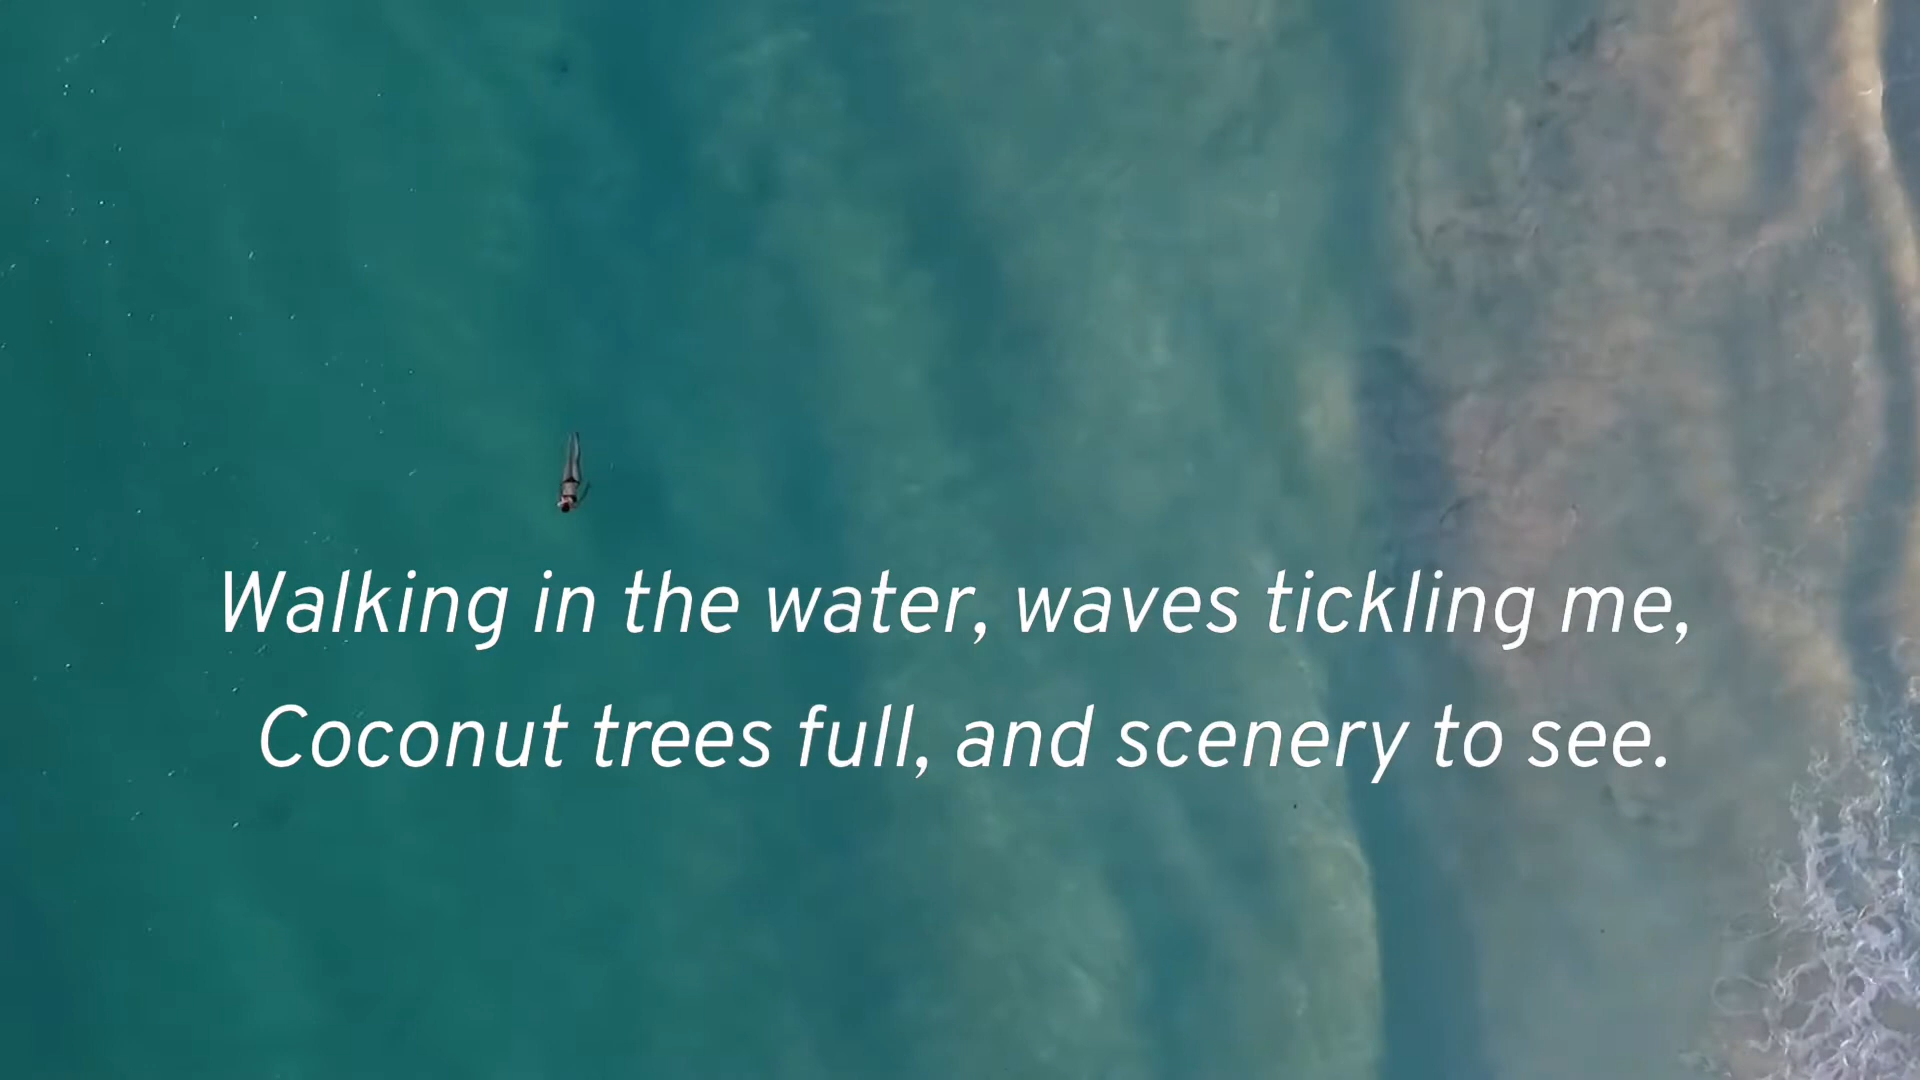 Walking in the water, waves tickling me,
Coconut trees full, and scenery to see.